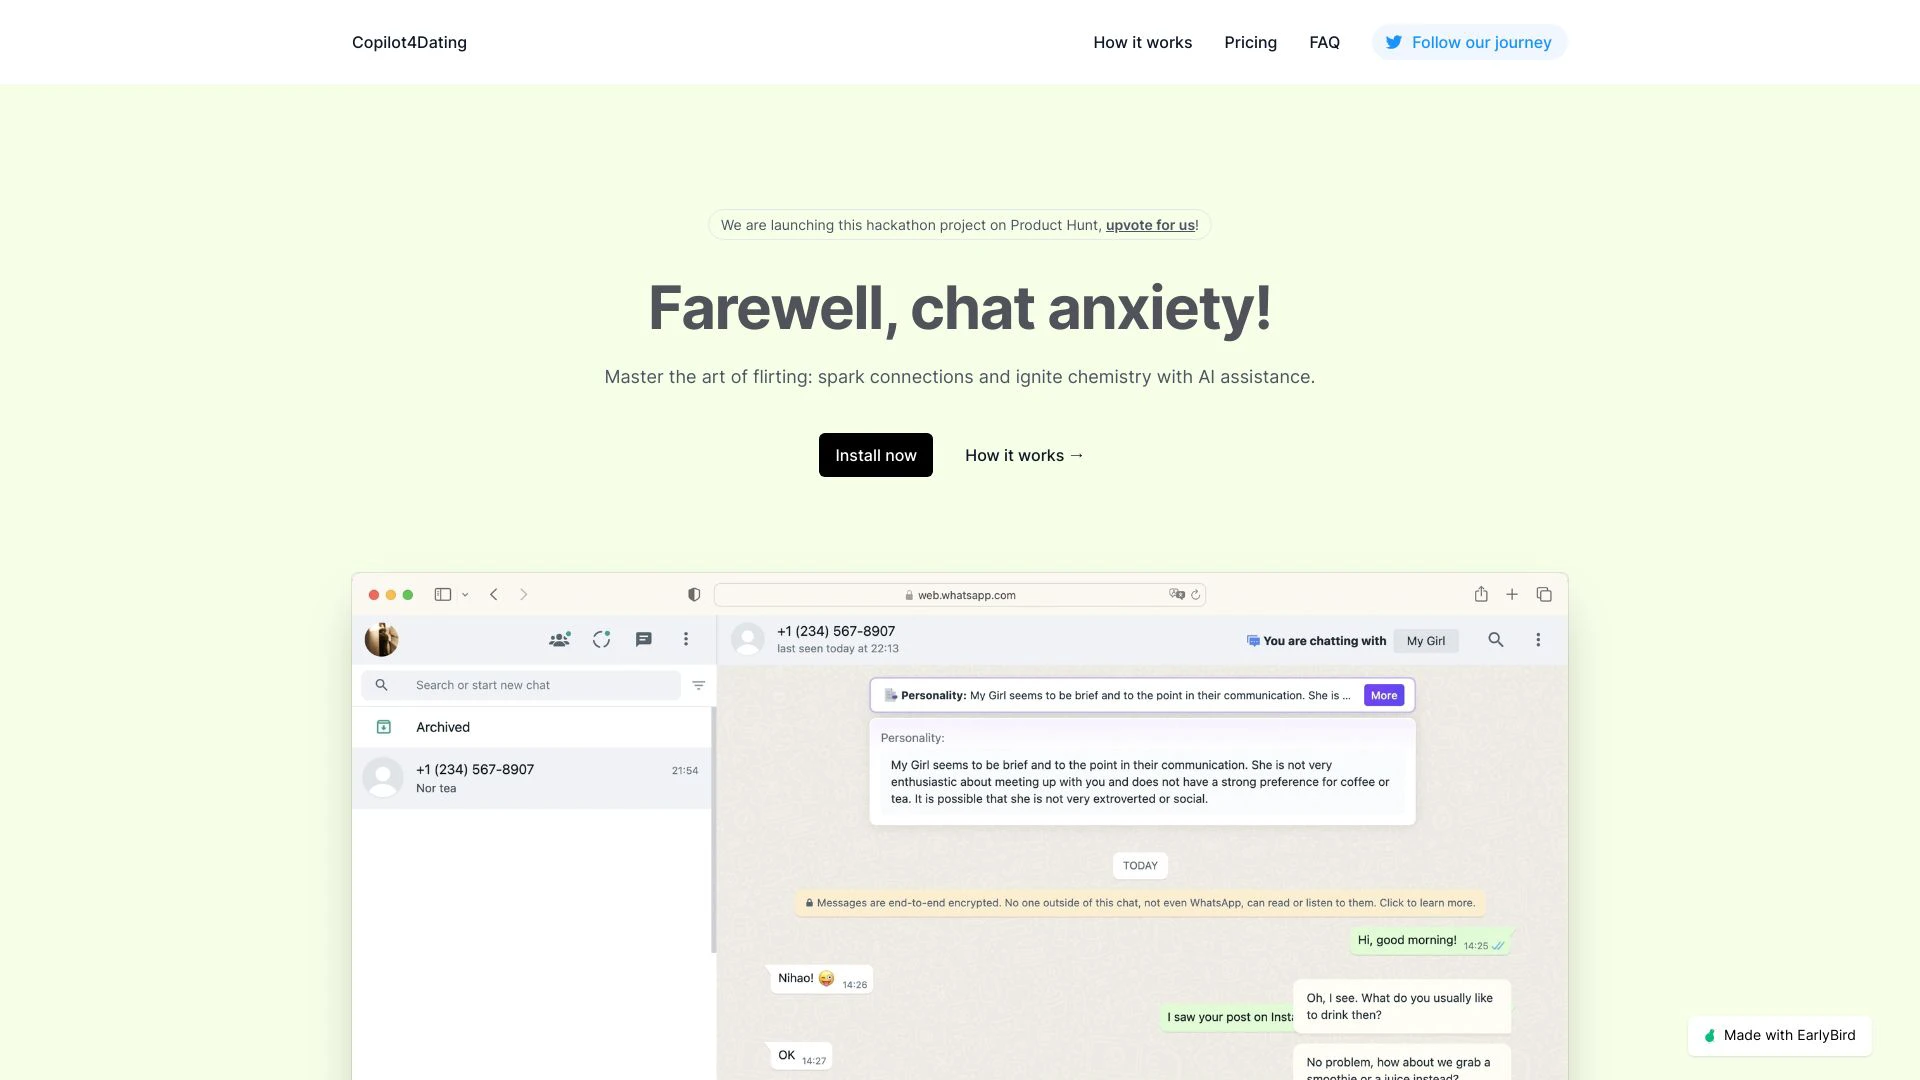 Copilot4Dating
How it works
Pricing
FAQ
Follow our journey
We are launching this hackathon project on Product Hunt, upvote for us!
Farewell, chat anxiety!
Master the art of flirting: spark connections and ignite chemistry with AI assistance.
Install now
How it works →
web.whatsapp.com
Search or start new chat
Archived
+1 (234) 567-8907
21:54
Nor tea
+1 (234) 567-8907
last seen today at 22:13
You are chatting with
My Girl
Personality: My Girl seems to be brief and to the point in their communication. She is ...
More
Personality:
My Girl seems to be brief and to the point in their communication. She is not very
enthusiastic about meeting up with you and does not have a strong preference for coffee or
tea. It is possible that she is not very extroverted or social.
TODAY
Messages are end-to-end encrypted. No one outside of this chat, not even WhatsApp, can read or listen to them. Click to learn more.
Hi, good morning!
14:25
Nihao! 😜
14:26
I saw your post on Insta
Oh, I see. What do you usually like
to drink then?
OK
14:27
No problem, how about we grab a
smoothie or a juice instead?
Made with EarlyBird